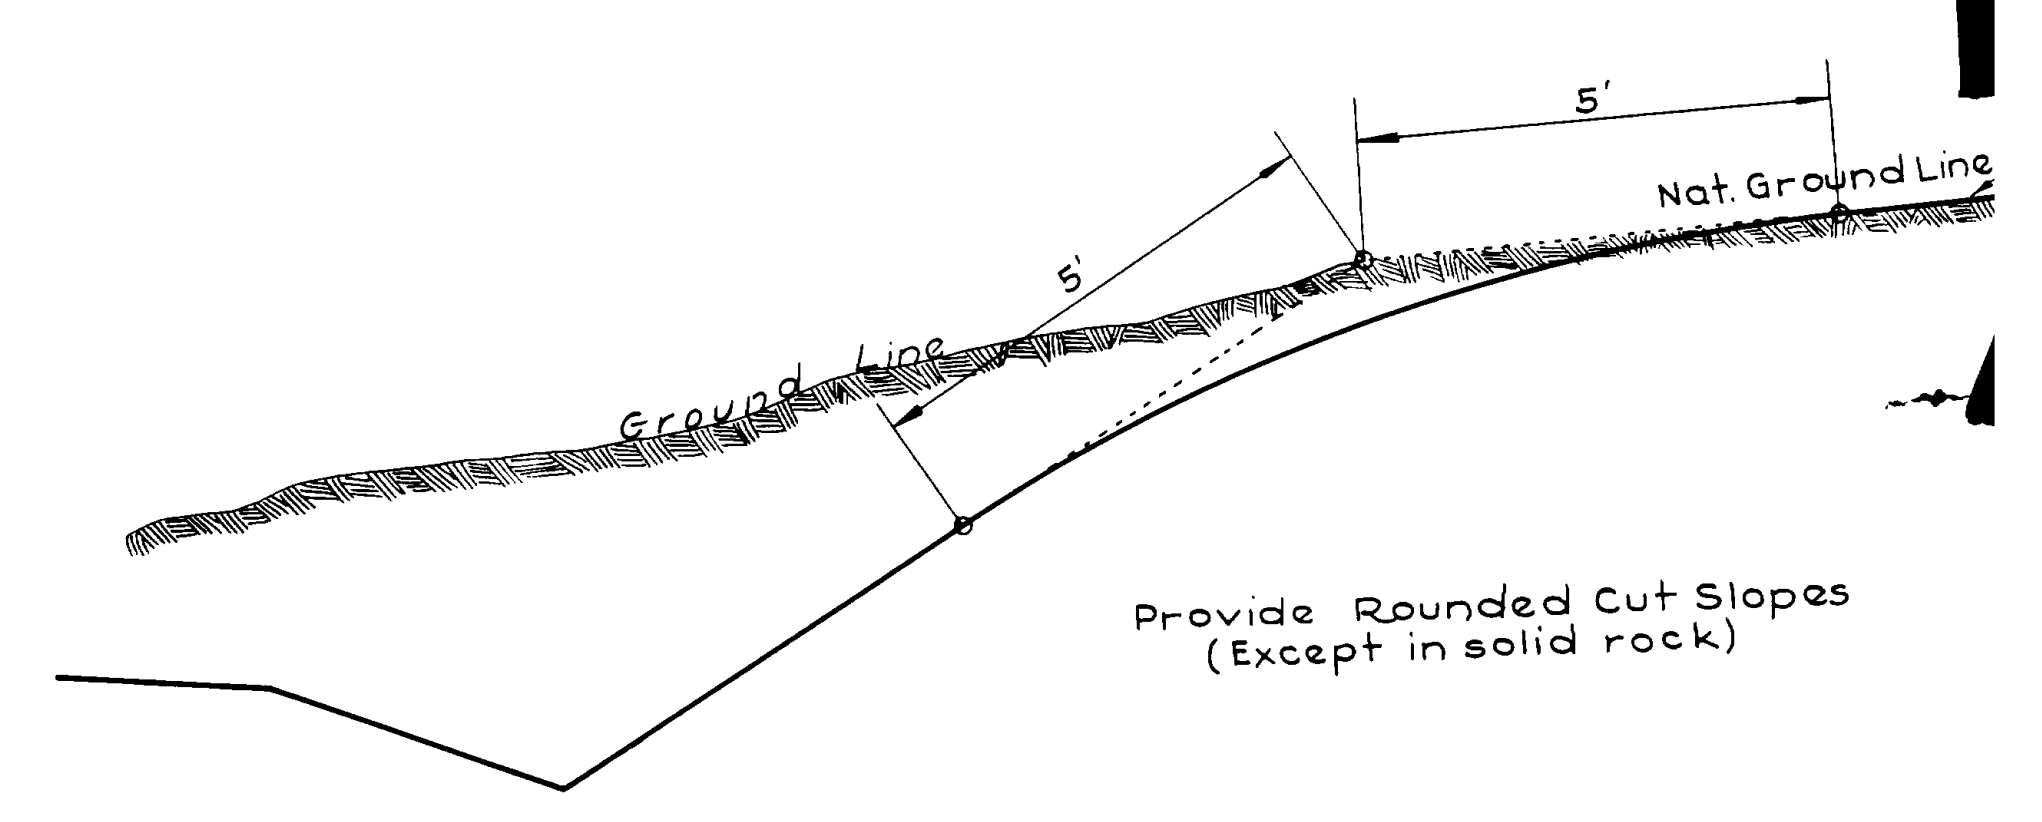 5'
Nat. Ground Line
5'
Ground Line
Provide Rounded Cut Slopes
(Except in solid rock)